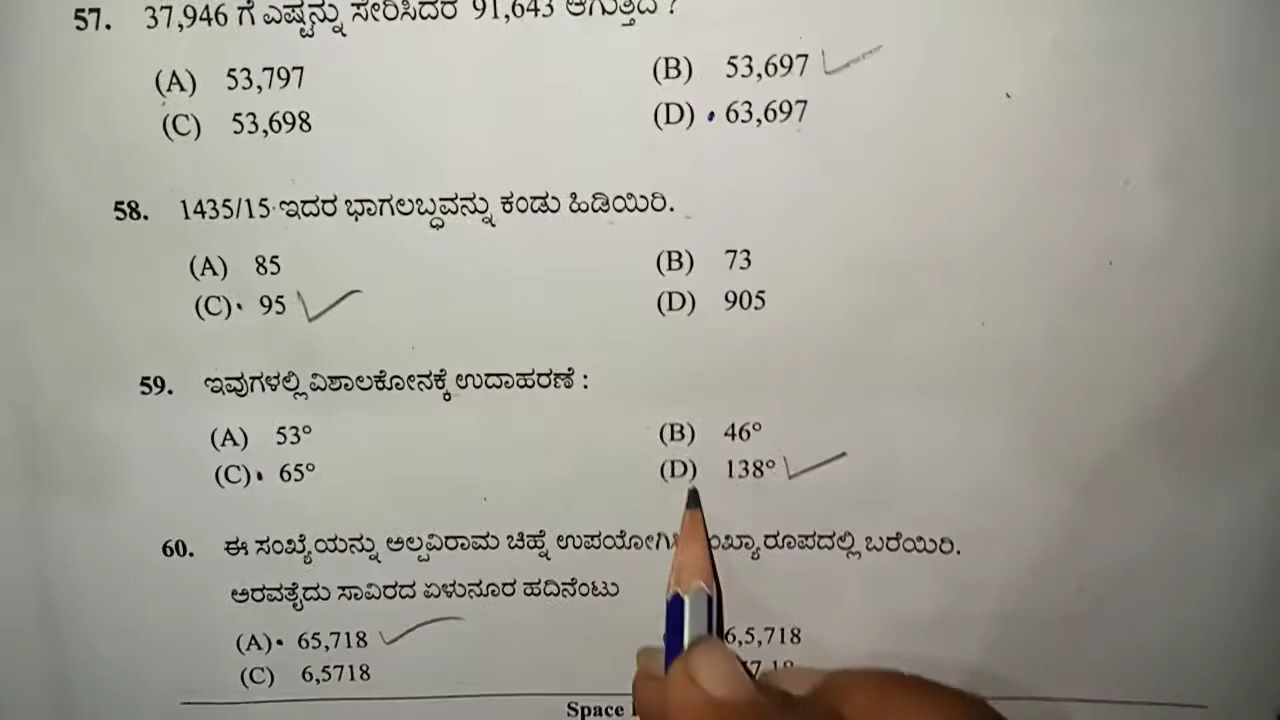 57. 37,946 ಗೆ ಎಷ್ಟನ್ನು ಸೇರಿಸಿದರೆ 91,643 ಆಗುತ್ತದೆ ?
(A) 53,797 (B) 53,697
(C) 53,698 (D) 63,697
58. 1435/15 ಇದರ ಭಾಗಲಬ್ಧವನ್ನು ಕಂಡು ಹಿಡಿಯಿರಿ.
(A) 85 (B) 73
(C) 95 (D) 905
59. ಇವುಗಳಲ್ಲಿ ವಿಶಾಲಕೋನಕ್ಕೆ ಉದಾಹರಣೆ :
(A) 53° (B) 46°
(C) 65° (D) 138°
60. ಈ ಸಂಖ್ಯೆಯನ್ನು ಅಲ್ಪವಿರಾಮ ಚಿಹ್ನೆ ರೂಪದಲ್ಲಿ ಬರೆಯಿರಿ.
ಅರವತ್ತೈದು ಸಾವಿರದ ಏಳುನೂರ ಹದಿನೆಂಟು
(A) 65,718 6,5,718
(C) 6,5718
Space